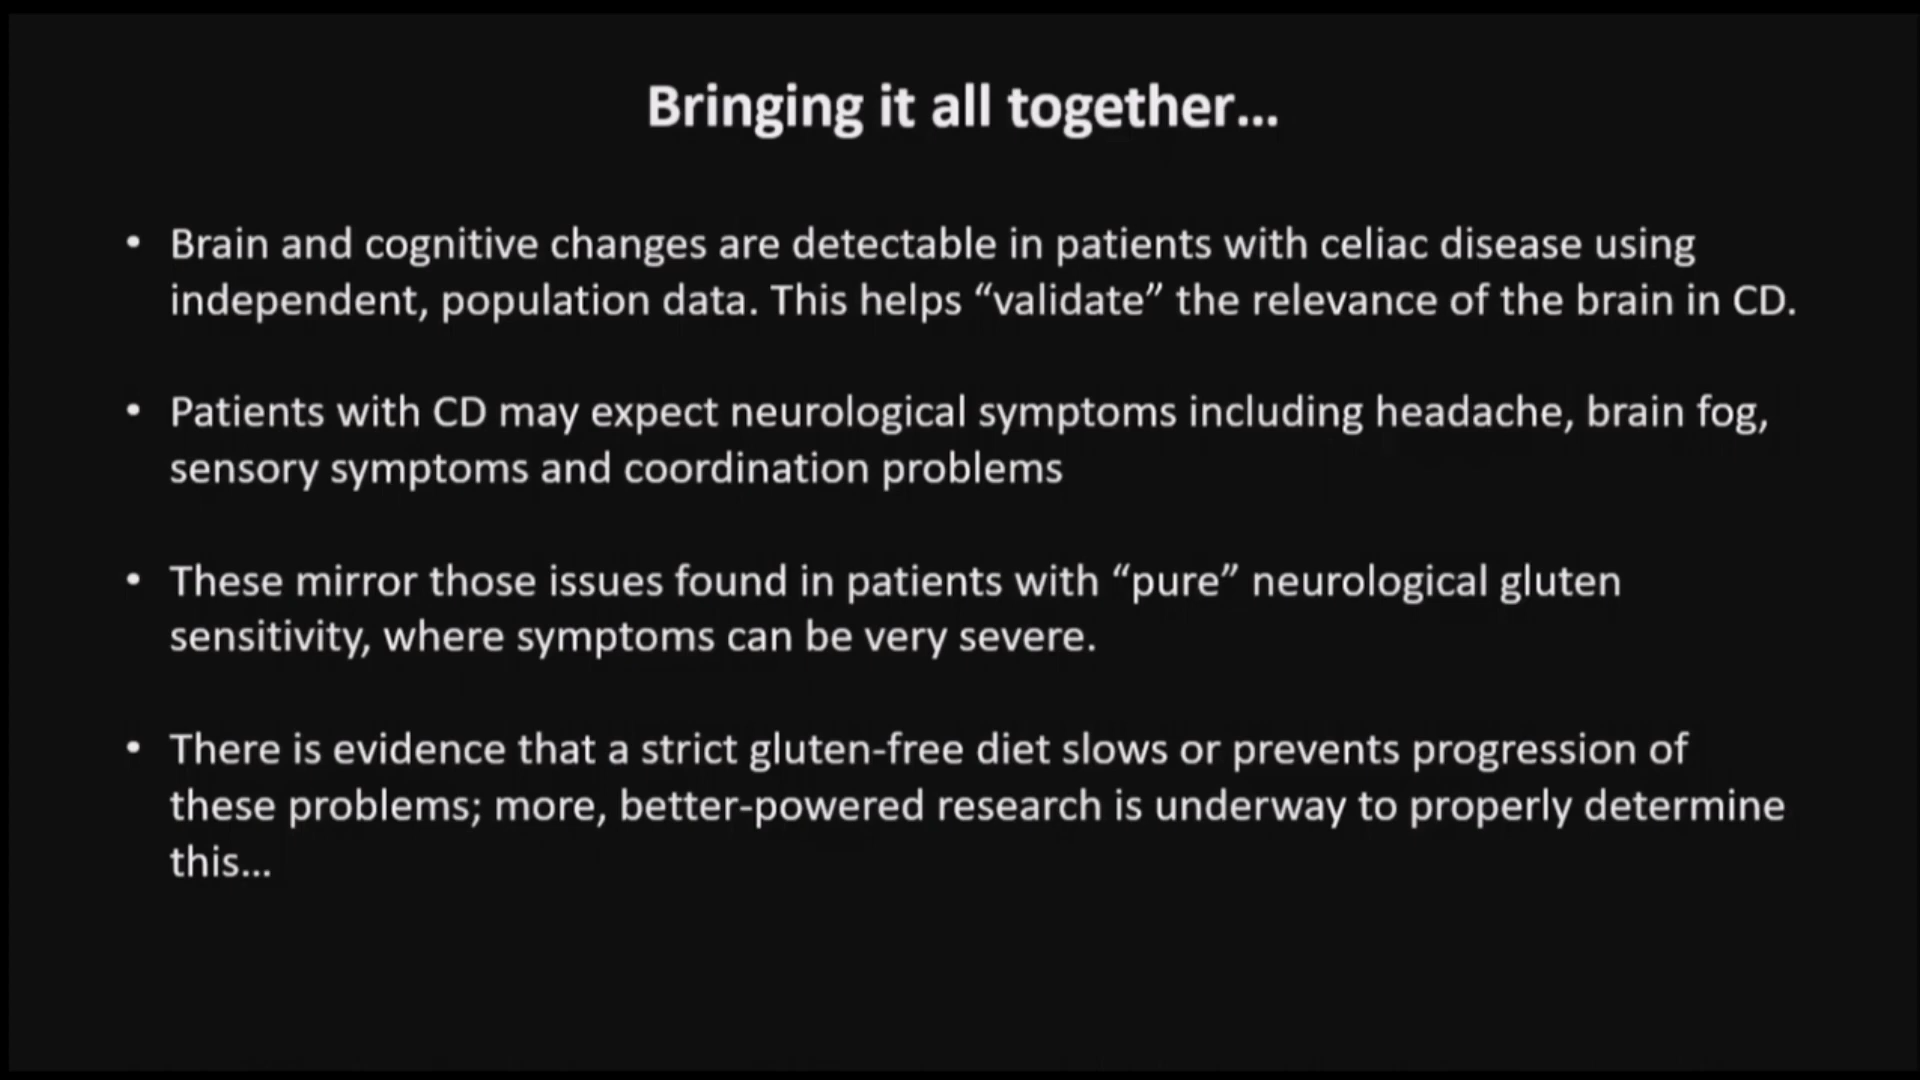 Bringing it all together...
• Brain and cognitive changes are detectable in patients with celiac disease using
independent, population data. This helps “validate” the relevance of the brain in CD.
• Patients with CD may expect neurological symptoms including headache, brain fog,
sensory symptoms and coordination problems
• These mirror those issues found in patients with “pure” neurological gluten
sensitivity, where symptoms can be very severe.
• There is evidence that a strict gluten-free diet slows or prevents progression of
these problems; more, better-powered research is underway to properly determine
this...